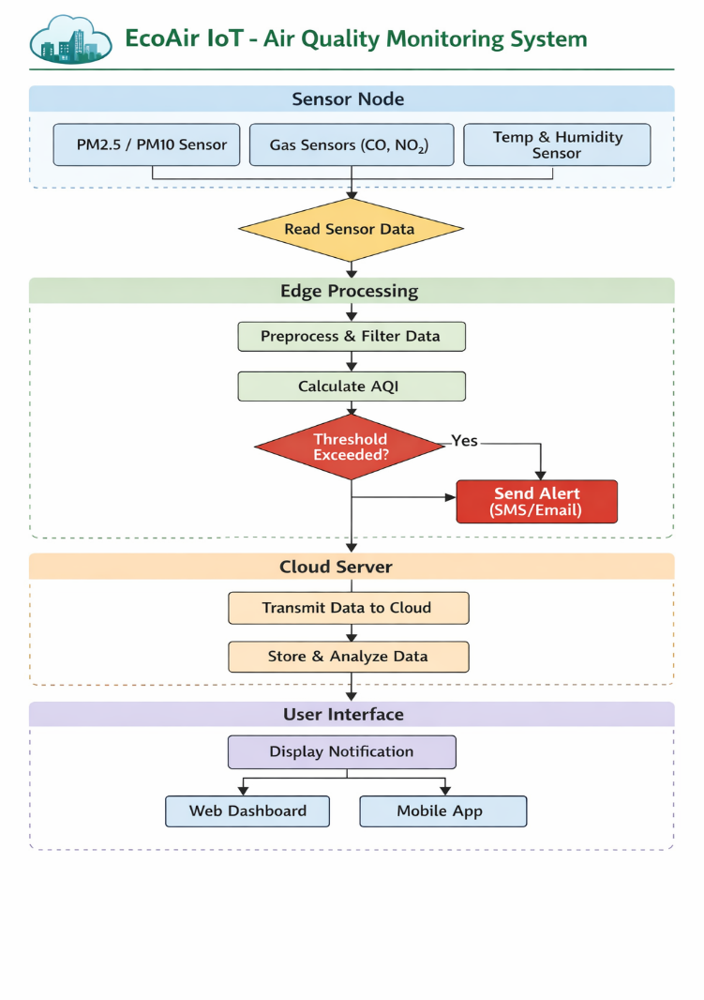 EcoAir IoT - Air Quality Monitoring System
Sensor Node
PM2.5 / PM10 Sensor
Gas Sensors (CO, NO₂)
Temp & Humidity
Sensor
Read Sensor Data
Edge Processing
Preprocess & Filter Data
Calculate AQI
Threshold
Exceeded?
Yes
Send Alert
(SMS/Email)
Cloud Server
Transmit Data to Cloud
Store & Analyze Data
User Interface
Display Notification
Web Dashboard
Mobile App